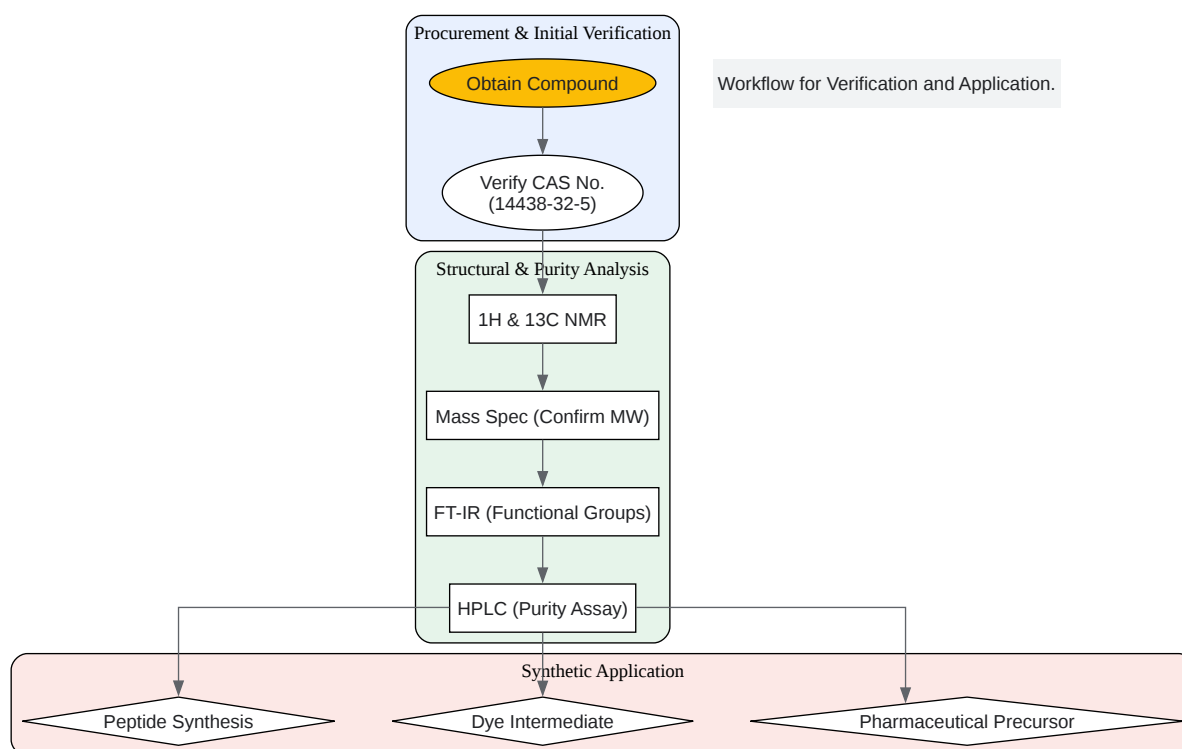 Procurement & Initial Verification
Obtain Compound
Workflow for Verification and Application.
Verify CAS No.
(14438-32-5)
Structural & Purity Analysis
1H & 13C NMR
Mass Spec (Confirm MW)
FT-IR (Functional Groups)
HPLC (Purity Assay)
Synthetic Application
Peptide Synthesis
Dye Intermediate
Pharmaceutical Precursor